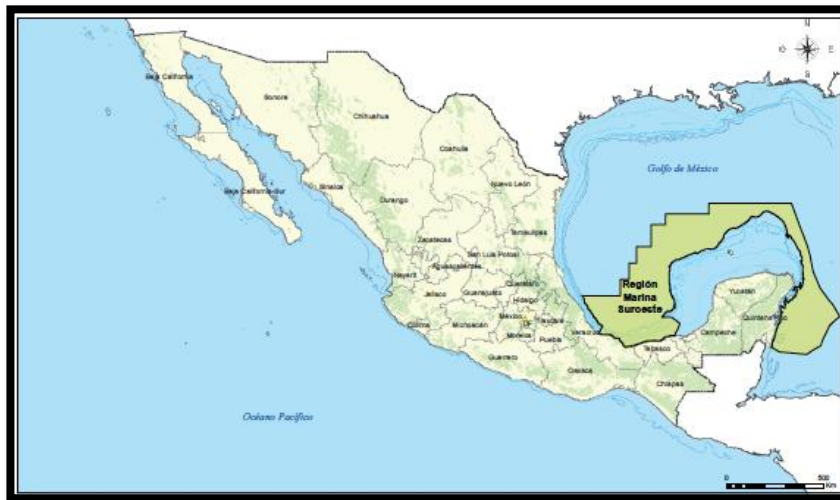 N
O
E
S
Baja California
Sonora
Chihuahua
Coahuila
Golfo de México
Baja California Sur
Sinaloa
Nuevo León
Durango
Tamaulipas
Zacatecas
San Luis Potosí
Aguascalientes
Nayarit
Querétaro
Jalisco
Guanajuato
Hidalgo
Región
Marina
Suroeste
Yucatán
Quintana Roo
Colima
Michoacán
México
DF
Tlaxcala
Morelos
Puebla
Veracruz
Campeche
Tabasco
Guerrero
Oaxaca
Chiapas
Océano Pacífico
0
500
Km